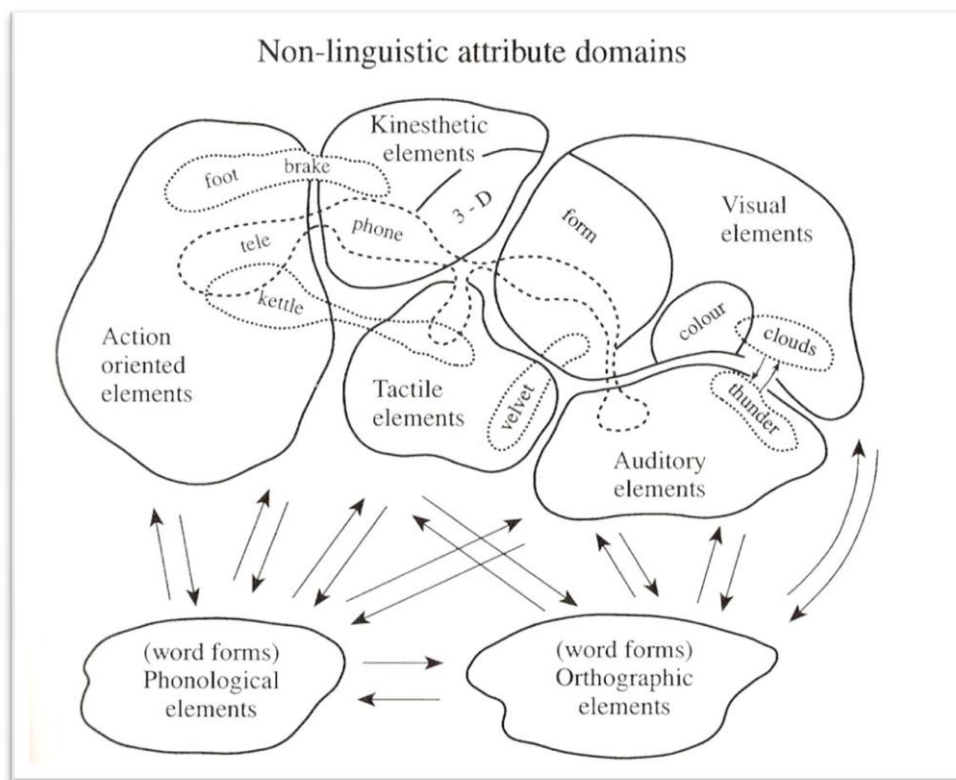 Non-linguistic attribute domains
Kinesthetic
elements
foot
brake
3 - D
form
Visual
elements
phone
tele
kettle
colour
clouds
Action
oriented
elements
Tactile
elements
velvet
thunder
Auditory
elements
(word forms)
Phonological
elements
(word forms)
Orthographic
elements